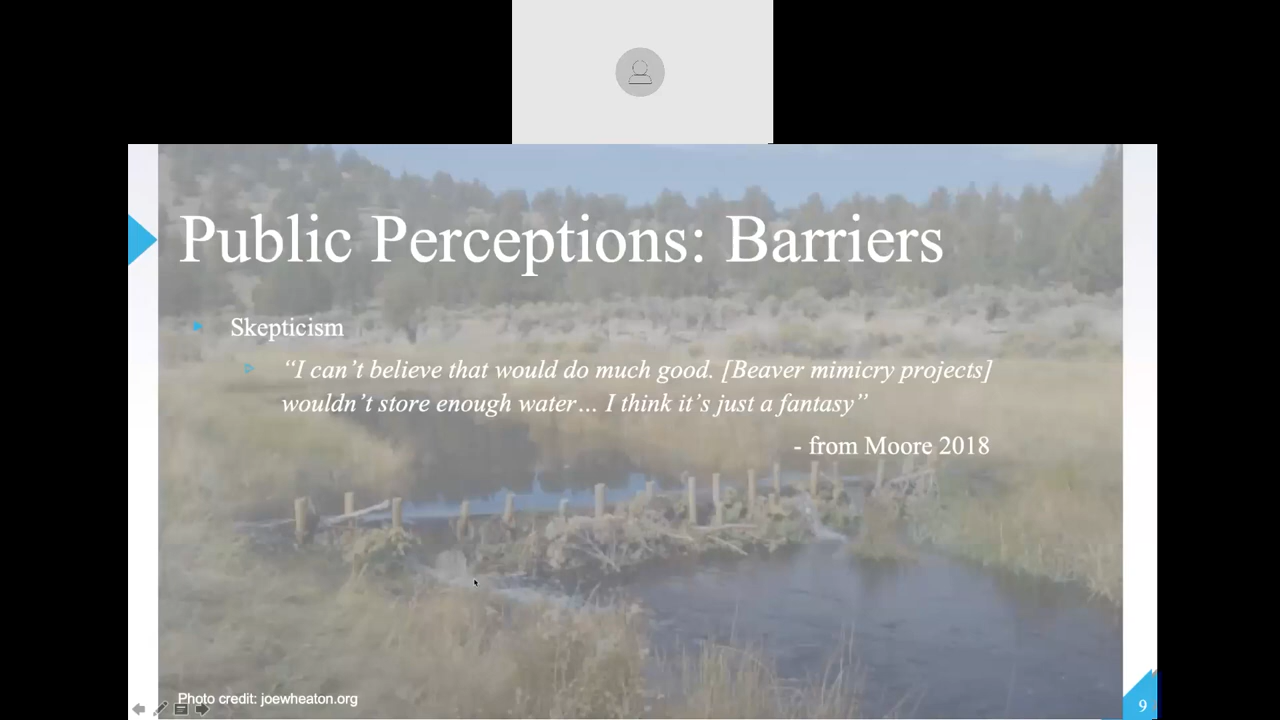 Public Perceptions: Barriers
Skepticism
“I can’t believe that would do much good. [Beaver mimicry projects]
wouldn’t store enough water… I think it’s just a fantasy”
- from Moore 2018
Photo credit: joewheaton.org
9